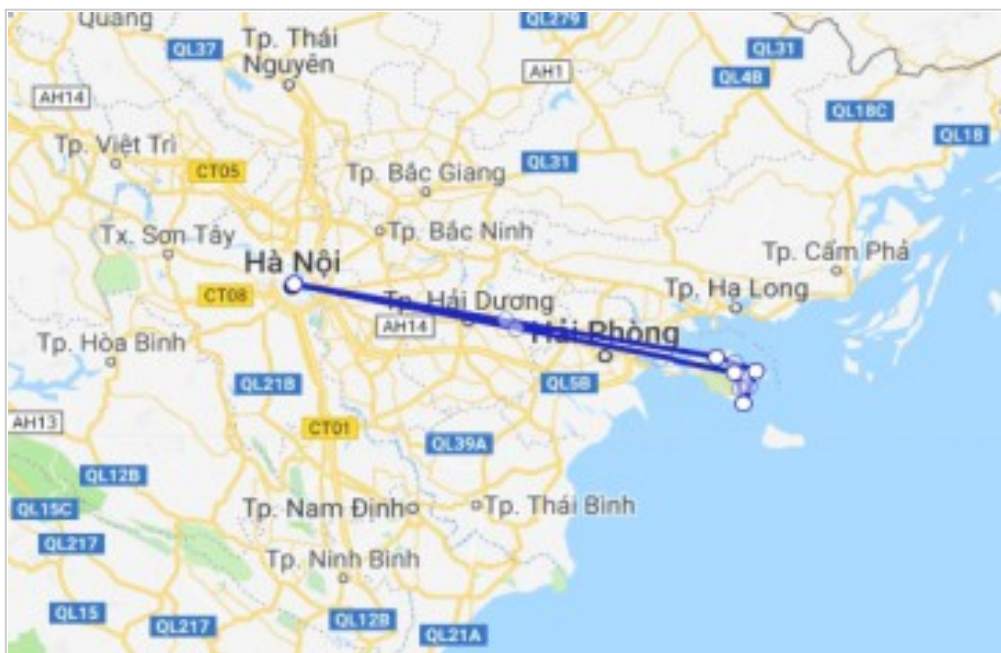 Quang
QL279
QL37
Tp. Thái
Nguyên
QL31
AH1
QL4B
AH14
QL18C
QL18
Tp. Việt Trì
QL31
CT05
Tp. Bắc Giang
Tx. Sơn Tây
Tp. Bắc Ninh
Tp. Cẩm Phả
Hà Nội
CT08
Tp. Hải Dương
Tp. Hạ Long
AH14
Hải Phòng
Tp. Hòa Bình
QL21B
QL5B
AH13
CT01
QL39A
QL12B
QL15C
Tp. Nam Định
Tp. Thái Bình
QL217
Tp. Ninh Bình
QL15
QL217
QL12B
QL21A